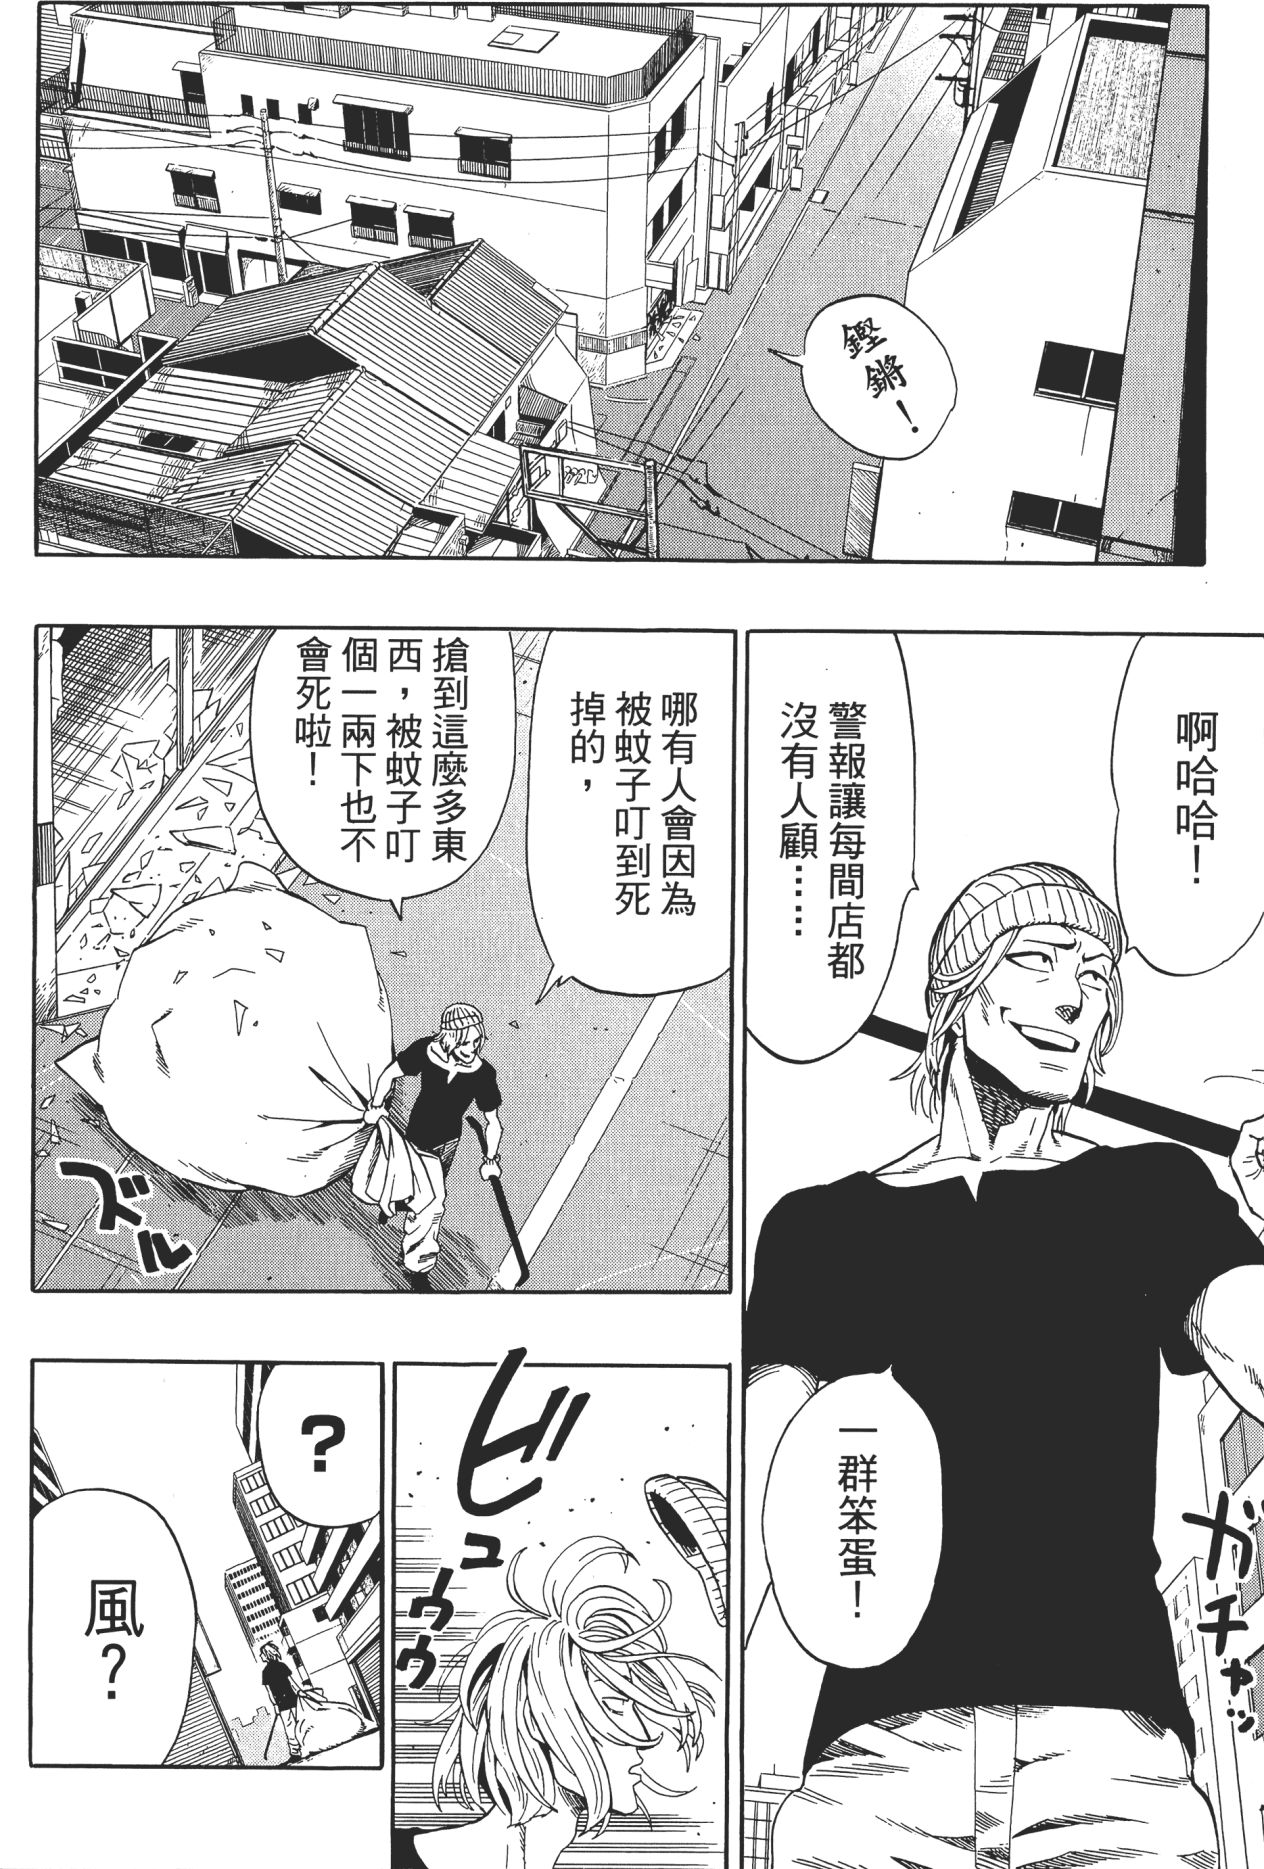 鏗
鏘！
啊哈哈！
警報讓每間店都
沒有人顧……
ガチャッ
一群笨蛋！
哪有人會因為
被蚊子叮到死
掉的，
搶到這麼多東
西，被蚊子叮
個一兩下也不
會死啦！
ズル
ビュウウ
？
風？